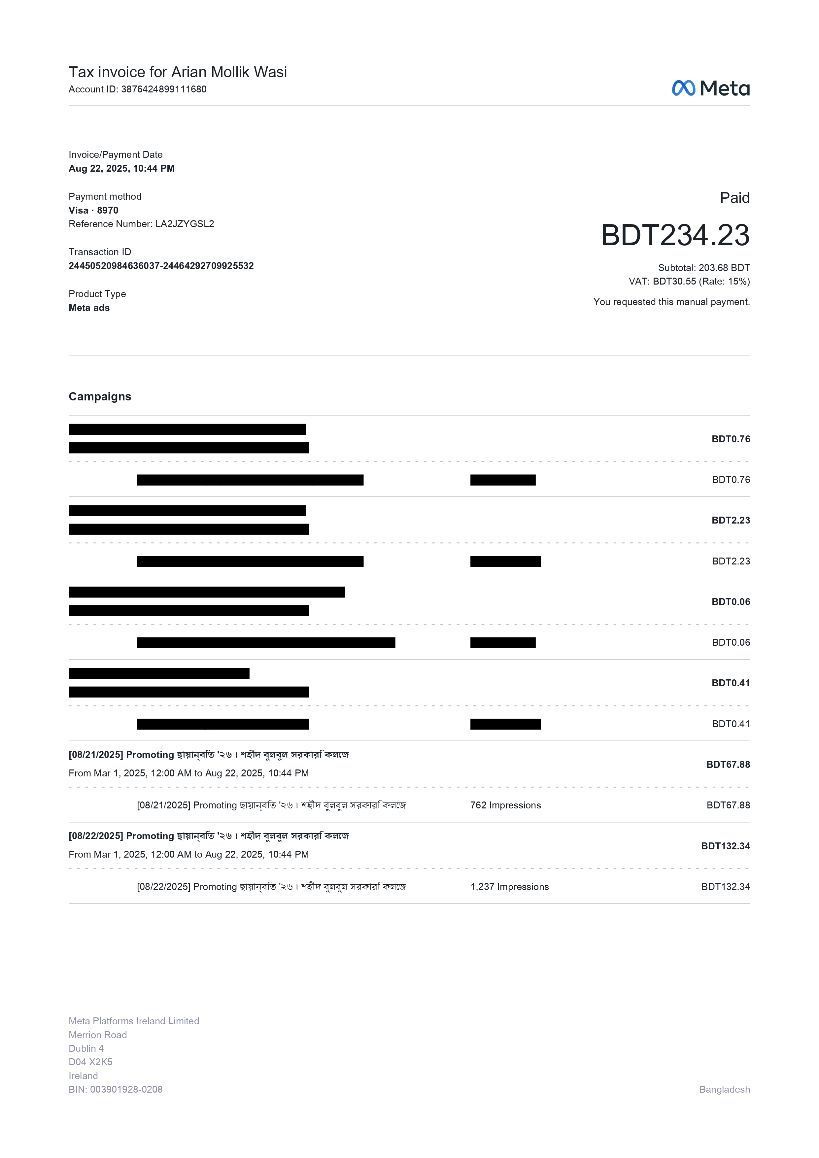 Tax invoice for Arian Mollik Wasi
Account ID: 3876424899111680
Meta
Invoice/Payment Date
Aug 22, 2025, 10:44 PM
Payment method
Visa · 8970
Reference Number: LA2JZYGSL2
Transaction ID
24450520984636037-24464292709925532
Product Type
Meta ads
Paid
BDT234.23
Subtotal: 203.68 BDT
VAT: BDT30.55 (Rate: 15%)
You requested this manual payment.
Campaigns
BDT0.76
BDT0.76
BDT2.23
BDT2.23
BDT0.06
BDT0.06
BDT0.41
BDT0.41
[08/21/2025] Promoting ছায়ানবিতি '২৬। শহীদ বুলবুল সরকারি কলেজ
From Mar 1, 2025, 12:00 AM to Aug 22, 2025, 10:44 PM
BDT67.88
[08/21/2025] Promoting ছায়ানবিতি '২৬। শহীদ বুলবুল সরকারি কলেজ 762 Impressions BDT67.88
[08/22/2025] Promoting ছায়ানবিতি '২৬। শহীদ বুলবুল সরকারি কলেজ
From Mar 1, 2025, 12:00 AM to Aug 22, 2025, 10:44 PM
BDT132.34
[08/22/2025] Promoting ছায়ানবিতি '২৬। শহীদ বুলবুল সরকারি কলেজ 1,237 Impressions BDT132.34
Meta Platforms Ireland Limited
Merrion Road
Dublin 4
D04 X2K5
Ireland
BIN: 003901928-0208
Bangladesh